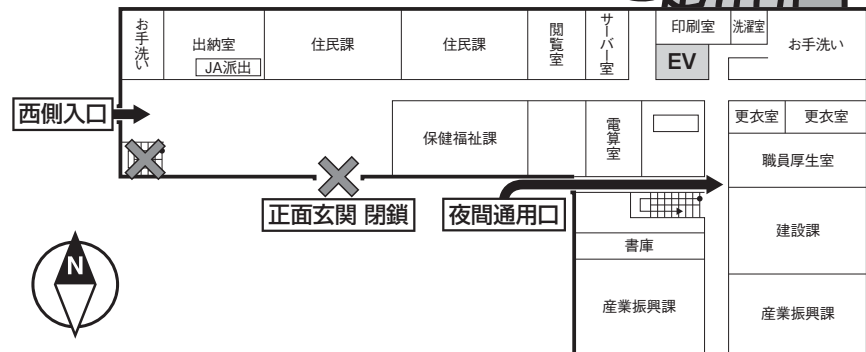 お手洗い
出納室
JA派出
住民課
住民課
閲覧室
サーバー室
印刷室
洗濯室
お手洗い
EV
西側入口
保健福祉課
電算室
更衣室
更衣室
職員厚生室
正面玄関 閉鎖
夜間通用口
建設課
書庫
N
産業振興課
産業振興課